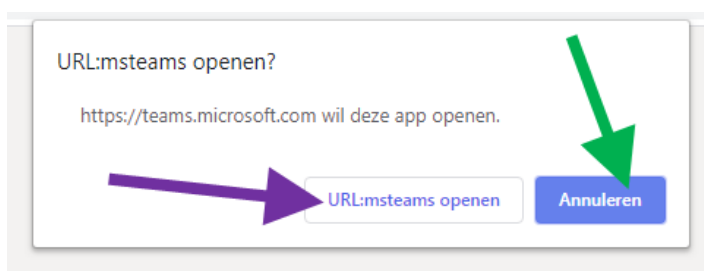 URL:msteams openen?
https://teams.microsoft.com wil deze app openen.
URL:msteams openen
Annuleren